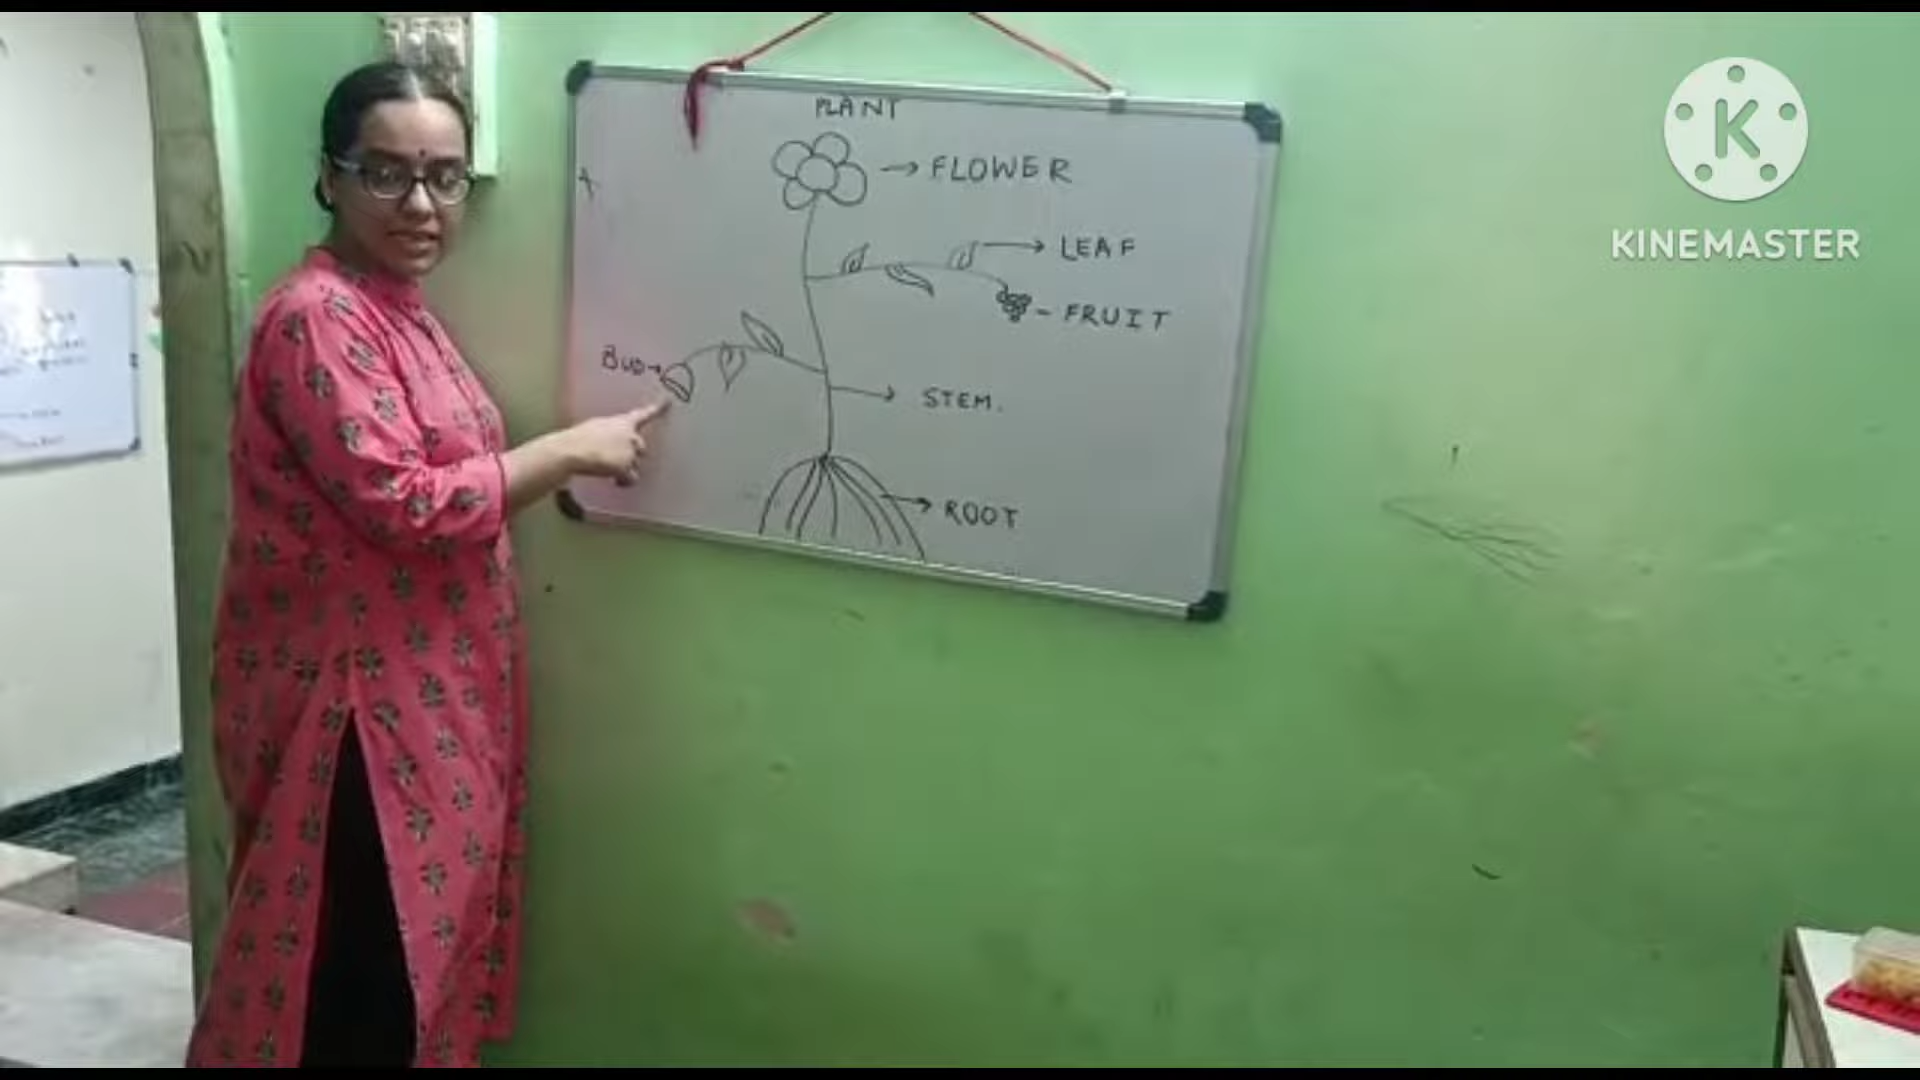 PLANT
FLOWER
LEAF
FRUIT
BUD
STEM.
ROOT
K
KINEMASTER